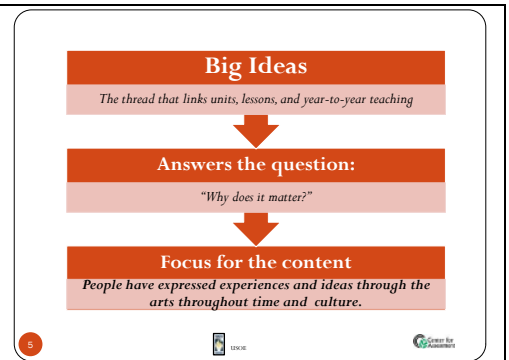 Big Ideas
The thread that links units, lessons, and year-to-year teaching
Answers the question:
“Why does it matter?”
Focus for the content
People have expressed experiences and ideas through the
arts throughout time and culture.
5
USOE
Center for
Assessment